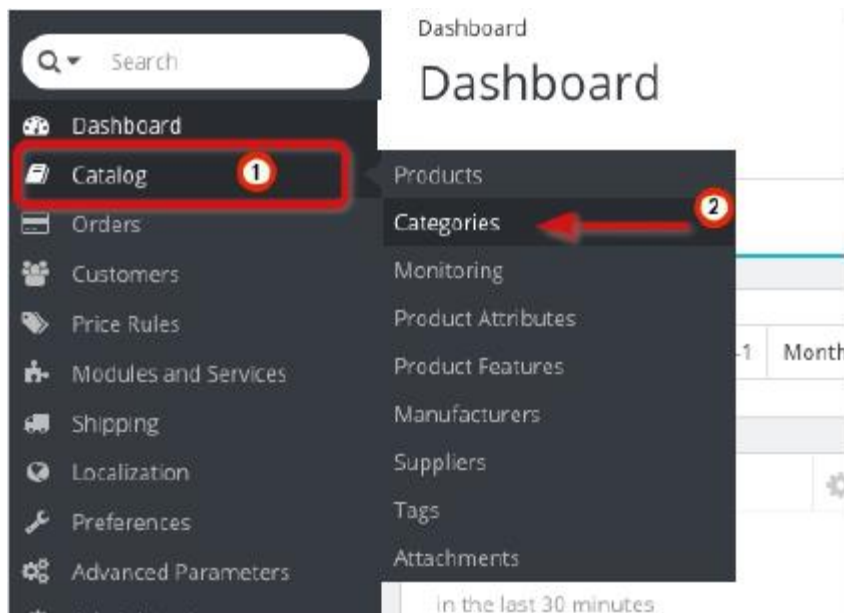 Search
Dashboard
Catalog
1
Orders
Customers
Price Rules
Modules and Services
Shipping
Localization
Preferences
Advanced Parameters
Products
Categories
2
Monitoring
Product Attributes
Product Features
Manufacturers
Suppliers
Tags
Attachments
Dashboard
Dashboard
-1
Month
in the last 30 minutes